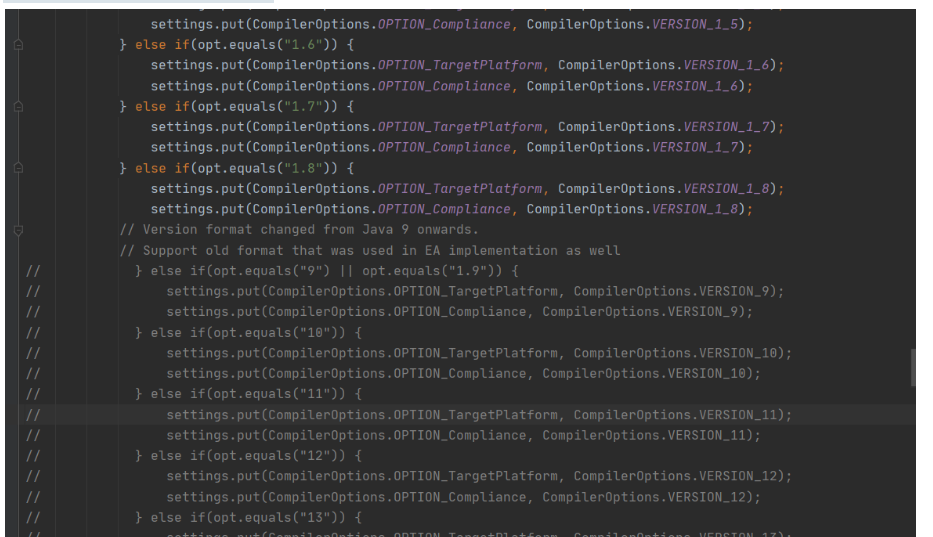 settings.put(CompilerOptions.OPTION_Compliance, CompilerOptions.VERSION_1_5);
} else if(opt.equals("1.6")) {
settings.put(CompilerOptions.OPTION_TargetPlatform, CompilerOptions.VERSION_1_6);
settings.put(CompilerOptions.OPTION_Compliance, CompilerOptions.VERSION_1_6);
} else if(opt.equals("1.7")) {
settings.put(CompilerOptions.OPTION_TargetPlatform, CompilerOptions.VERSION_1_7);
settings.put(CompilerOptions.OPTION_Compliance, CompilerOptions.VERSION_1_7);
} else if(opt.equals("1.8")) {
settings.put(CompilerOptions.OPTION_TargetPlatform, CompilerOptions.VERSION_1_8);
settings.put(CompilerOptions.OPTION_Compliance, CompilerOptions.VERSION_1_8);
// Version format changed from Java 9 onwards.
// Support old format that was used in EA implementation as well
// } else if(opt.equals("9") || opt.equals("1.9")) {
// settings.put(CompilerOptions.OPTION_TargetPlatform, CompilerOptions.VERSION_9);
// settings.put(CompilerOptions.OPTION_Compliance, CompilerOptions.VERSION_9);
// } else if(opt.equals("10")) {
// settings.put(CompilerOptions.OPTION_TargetPlatform, CompilerOptions.VERSION_10);
// settings.put(CompilerOptions.OPTION_Compliance, CompilerOptions.VERSION_10);
// } else if(opt.equals("11")) {
// settings.put(CompilerOptions.OPTION_TargetPlatform, CompilerOptions.VERSION_11);
// settings.put(CompilerOptions.OPTION_Compliance, CompilerOptions.VERSION_11);
// } else if(opt.equals("12")) {
// settings.put(CompilerOptions.OPTION_TargetPlatform, CompilerOptions.VERSION_12);
// settings.put(CompilerOptions.OPTION_Compliance, CompilerOptions.VERSION_12);
// } else if(opt.equals("13")) {
// settings.put(CompilerOptions.OPTION_TargetPlatform, CompilerOptions.VERSION_13);